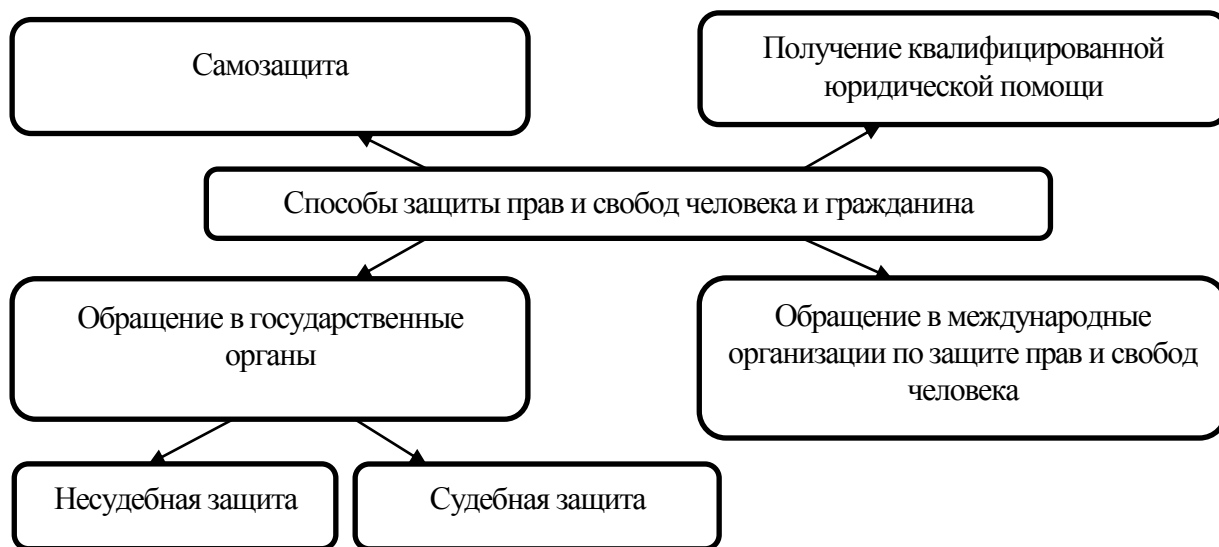 Самозащита
Получение квалифицированной
юридической помощи
Способы защиты прав и свобод человека и гражданина
Обращение в государственные
органы
Обращение в международные
организации по защите прав и свобод
человека
Несудебная защита
Судебная защита